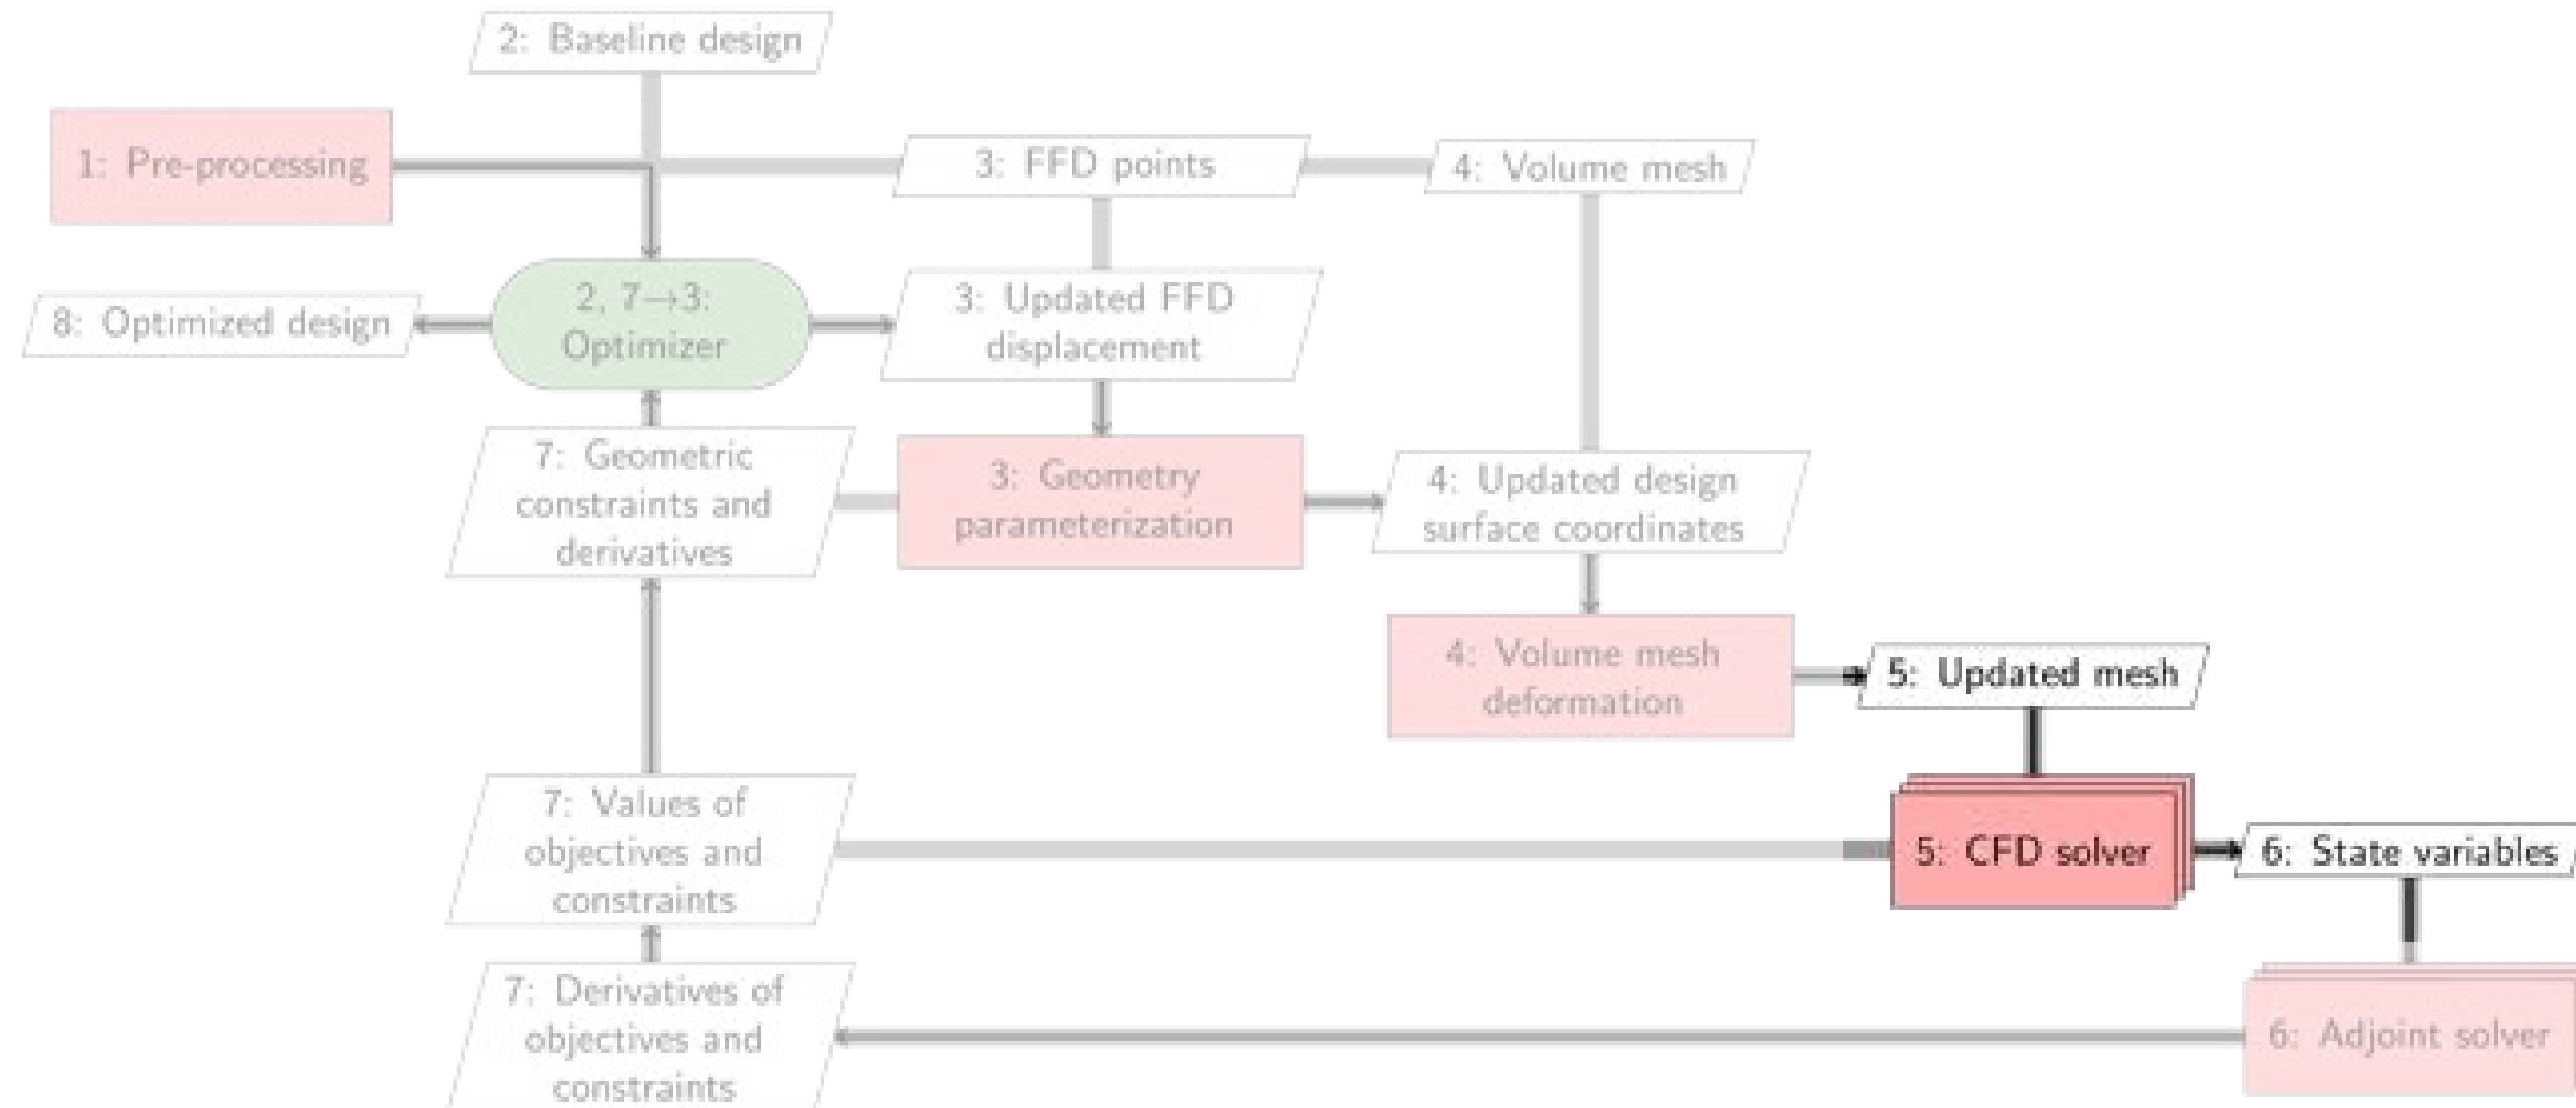 2: Baseline design
1: Pre-processing
3: FFD points
4: Volume mesh
8: Optimized design
2, 7→3:
Optimizer
3: Updated FFD
displacement
7: Geometric
constraints and
derivatives
3: Geometry
parameterization
4: Updated design
surface coordinates
4: Volume mesh
deformation
5: Updated mesh
7: Values of
objectives and
constraints
5: CFD solver
6: State variables
7: Derivatives of
objectives and
constraints
6: Adjoint solver